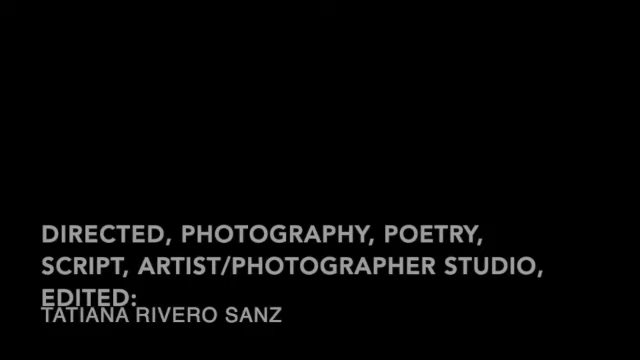 DIRECTED, PHOTOGRAPHY, POETRY,
SCRIPT, ARTIST/PHOTOGRAPHER STUDIO,
EDITED:
TATIANA RIVERO SANZ